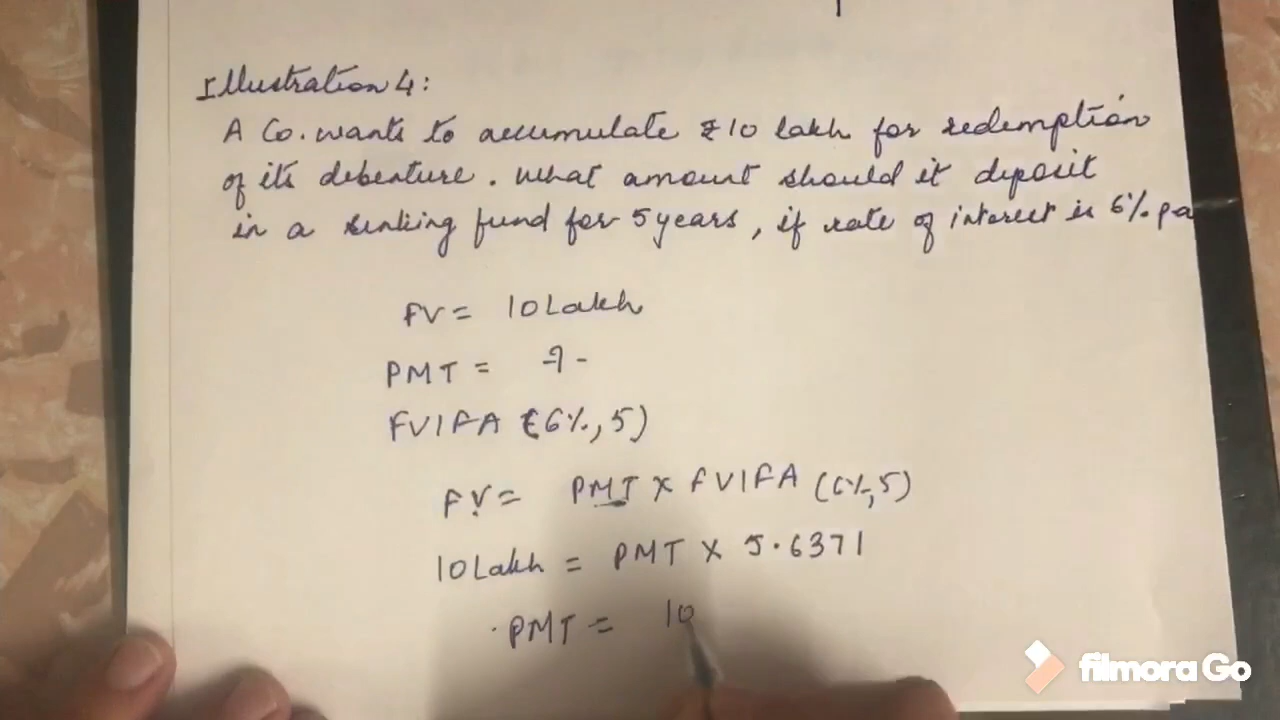 Illustration 4:
A Co. wants to accumulate ₹10 lakh for redemption
of its debenture. What amount should it deposit
in a sinking fund for 5 years, if rate of interest is 6% pa
FV = 10 Lakh
PMT = ?-
FVIFA (6%, 5)
FV = PMT x FVIFA (6%, 5)
10 Lakh = PMT x 5.6371
PMT = 10
filmora Go